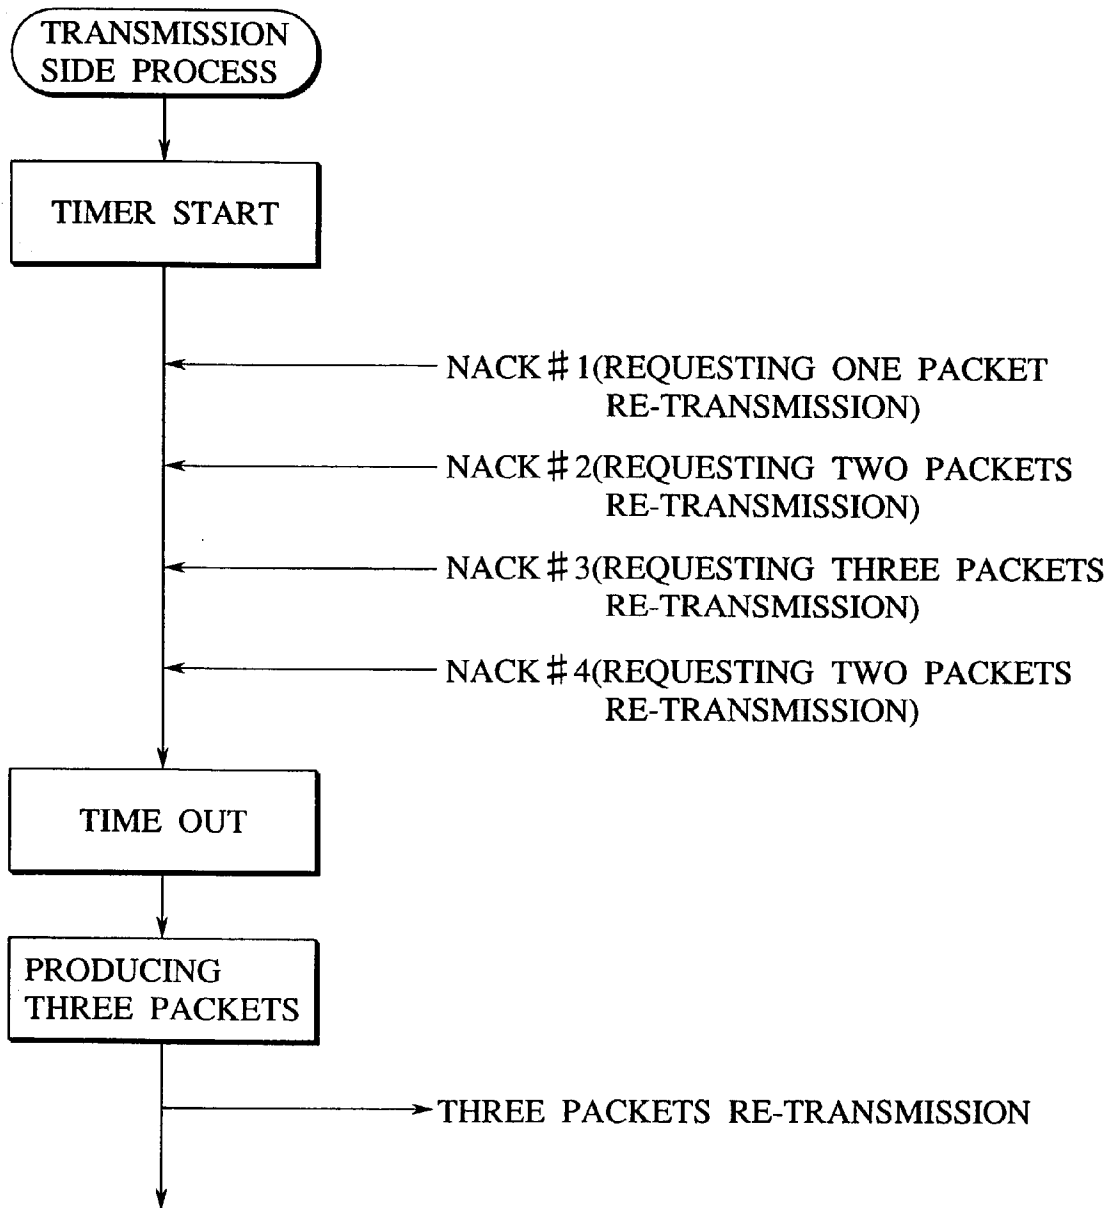 TRANSMISSION
SIDE PROCESS
TIMER START
NACK#1(REQUESTING ONE PACKET
RE-TRANSMISSION)
NACK#2(REQUESTING TWO PACKETS
RE-TRANSMISSION)
NACK#3(REQUESTING THREE PACKETS
RE-TRANSMISSION)
NACK#4(REQUESTING TWO PACKETS
RE-TRANSMISSION)
TIME OUT
PRODUCING
THREE PACKETS
THREE PACKETS RE-TRANSMISSION